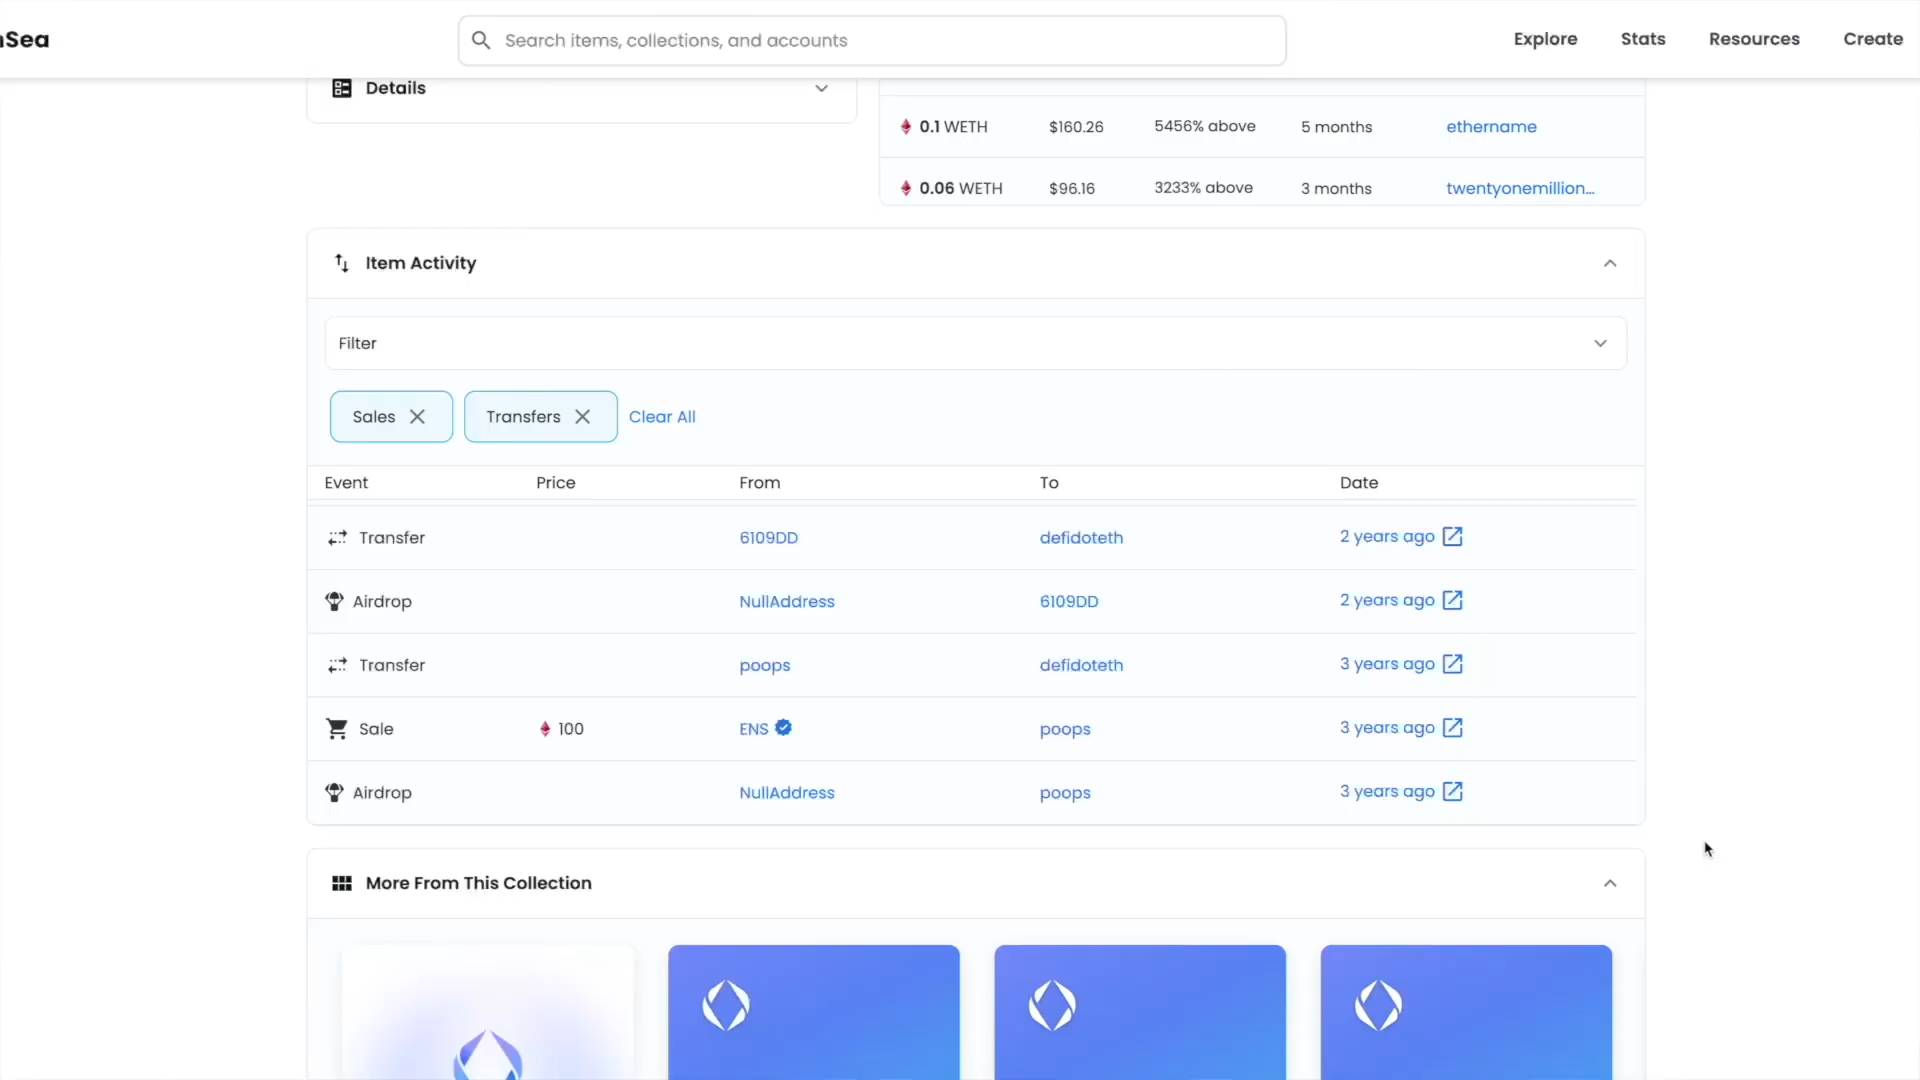 nSea
Search items, collections, and accounts
Explore
Stats
Resources
Create
Details
0.1 WETH $160.26 5456% above 5 months ethername
0.06 WETH $96.16 3233% above 3 months twentyonemillion...
Item Activity
Filter
Sales
Transfers
Clear All
Event Price From To Date
Transfer 6109DD defidoteth 2 years ago
Airdrop NullAddress 6109DD 2 years ago
Transfer poops defidoteth 3 years ago
Sale 100 ENS poops 3 years ago
Airdrop NullAddress poops 3 years ago
More From This Collection